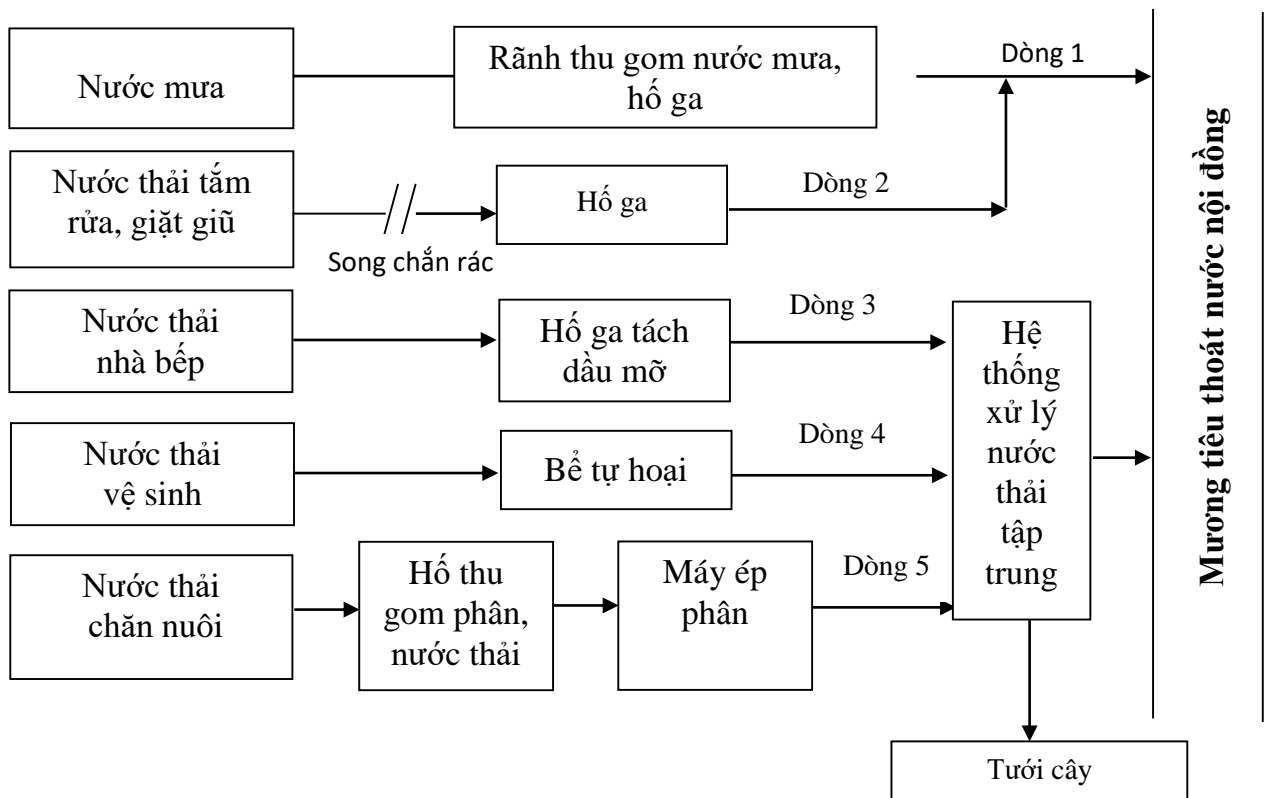 Nước mưa
Rãnh thu gom nước mưa,
hố ga
Dòng 1
Nước thải tắm
rửa, giặt giũ
Song chắn rác
Hố ga
Dòng 2
Nước thải
nhà bếp
Hố ga tách
dầu mỡ
Dòng 3
Nước thải
vệ sinh
Bể tự hoại
Dòng 4
Nước thải
chăn nuôi
Hố thu
gom phân,
nước thải
Máy ép
phân
Dòng 5
Hệ
thống
xử lý
nước
thải
tập
trung
Tưới cây
Mương tiêu thoát nước nội đồng